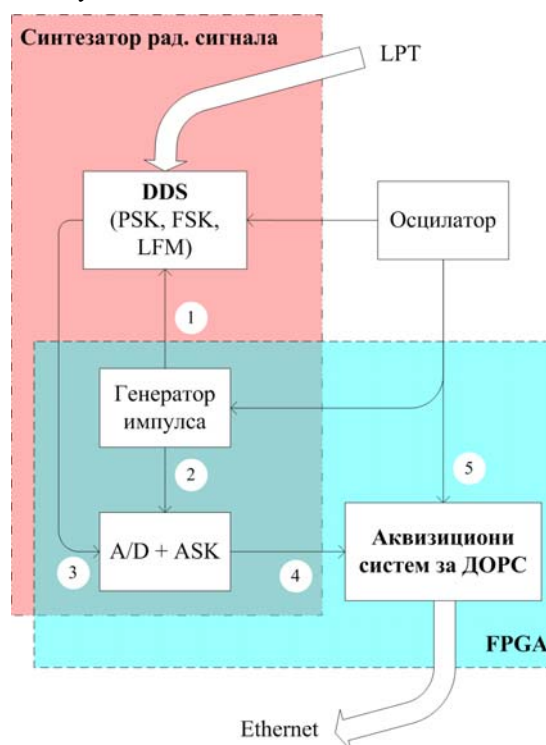 Синтезатор рад. сигнала
LPT
DDS
(PSK, FSK,
LFM)
Осцилатор
1
Генератор
импулса
2
5
A/D + ASK
3
4
Аквизициони
систем за ДОРС
FPGA
Ethernet